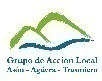 Grupo de Acción Local
Asón - Agüera - Trasmiera